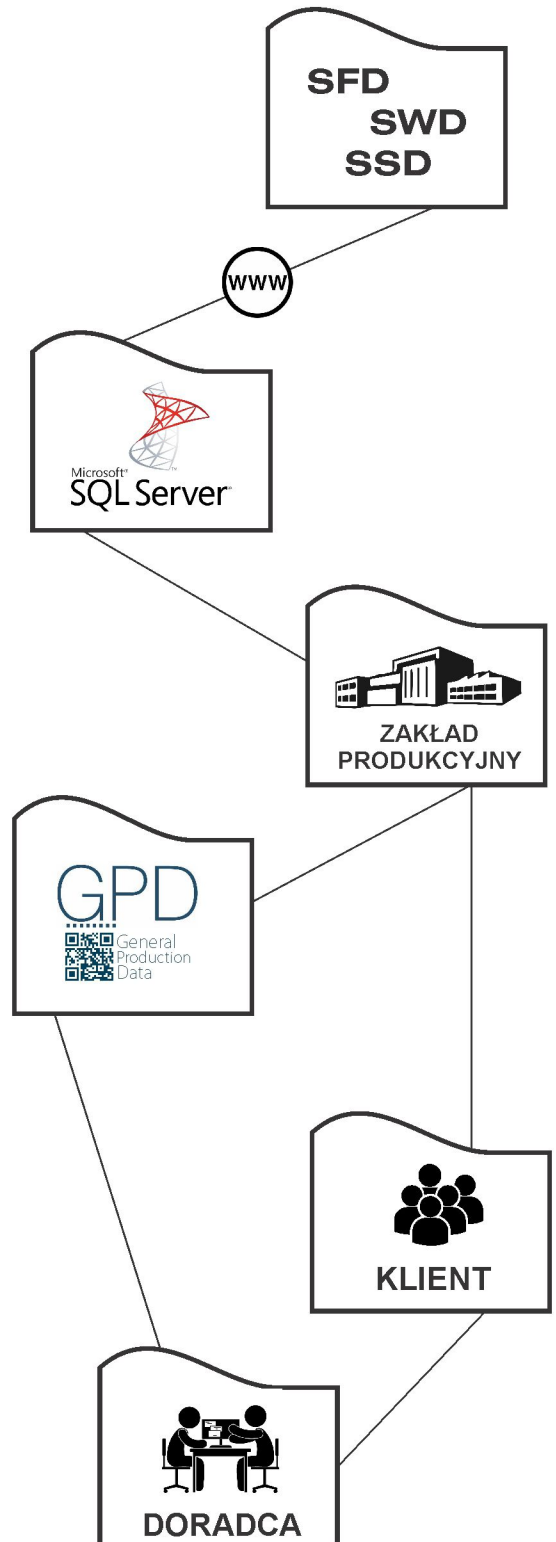 SFD
SWD
SSD
WWW
Microsoft®
SQL Server®
ZAKŁAD
PRODUKCYJNY
GPD
General
Production
Data
KLIENT
DORADCA